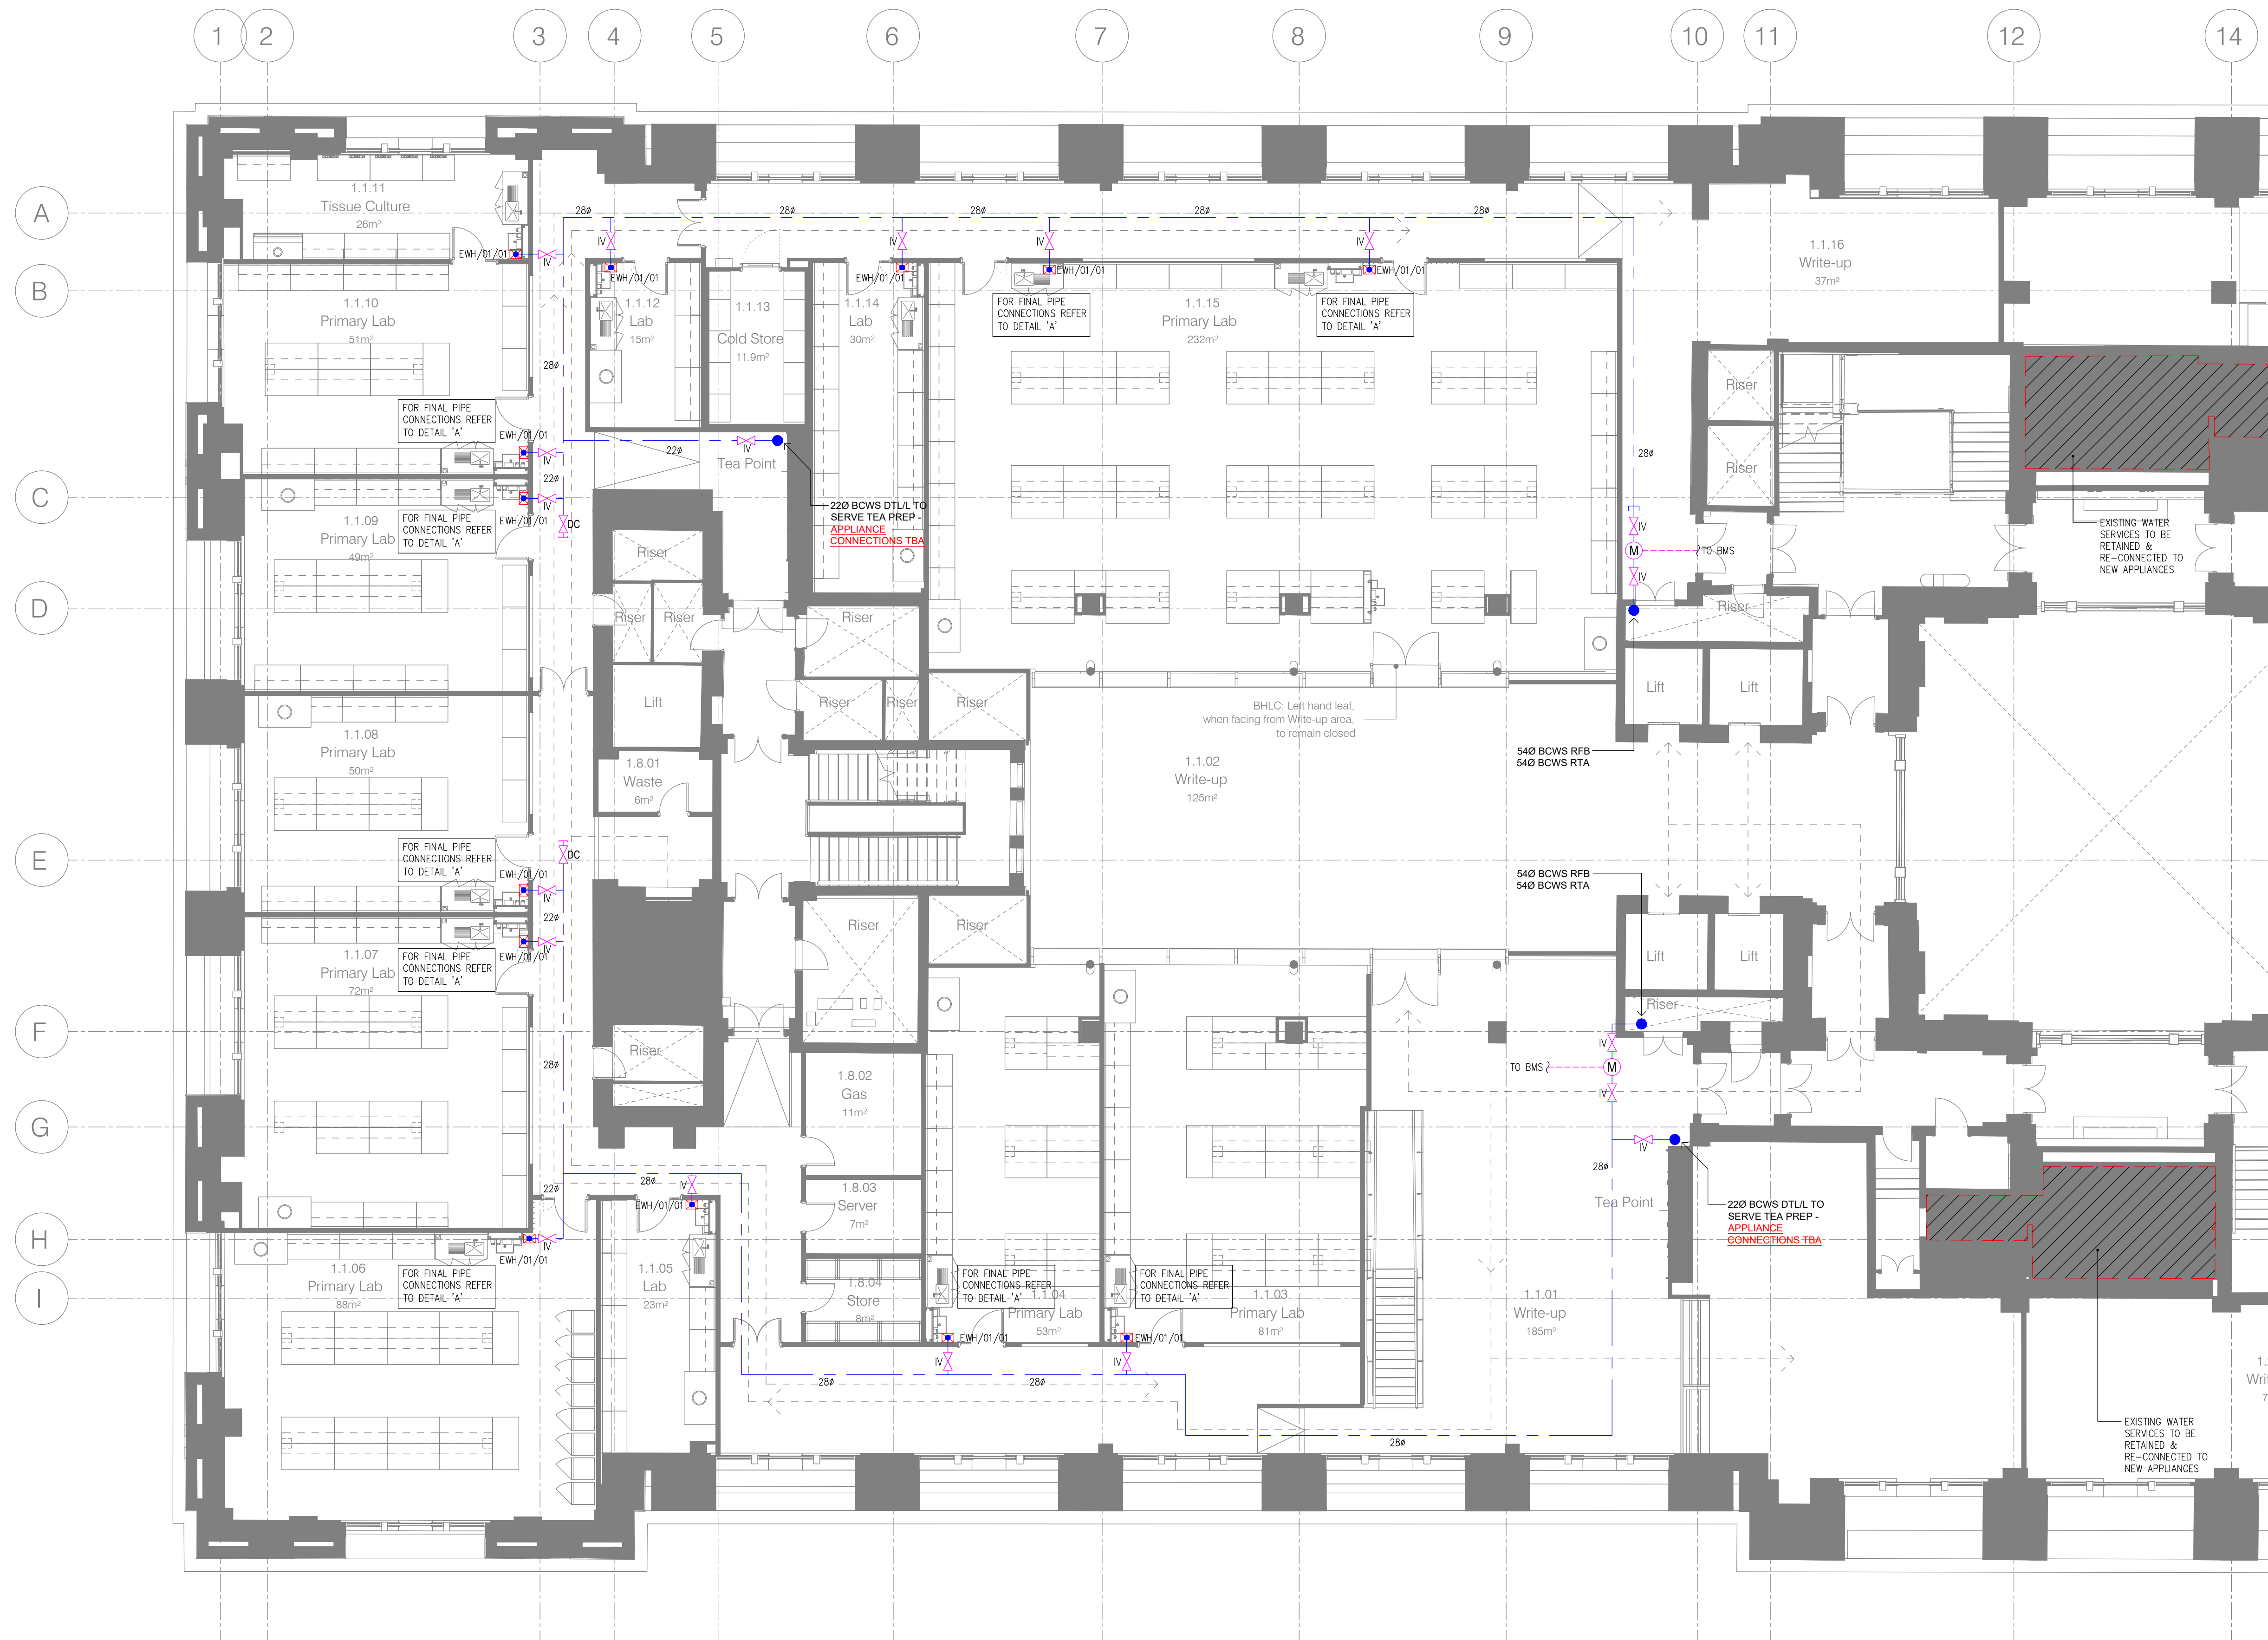 1
2
3
4
5
6
7
8
9
10
11
12
14
A
B
C
D
E
F
G
H
I
1.1.11
Tissue Culture
26m²
EWH/01/01
IV
28ø
28ø
28ø
28ø
28ø
IV
IV
IV
IV
EWH/01/01
EWH/01/01
EWH/01/01
EWH/01/01
1.1.10
Primary Lab
51m²
1.1.12
Lab
15m²
1.1.13
Cold Store
11.9m²
1.1.14
Lab
30m²
FOR FINAL PIPE
CONNECTIONS REFER
TO DETAIL 'A'
1.1.15
Primary Lab
232m²
FOR FINAL PIPE
CONNECTIONS REFER
TO DETAIL 'A'
1.1.16
Write-up
37m²
28ø
FOR FINAL PIPE
CONNECTIONS REFER
TO DETAIL 'A'
EWH/01/01
IV
22ø
22ø
IV
Tea Point
22Ø BCWS DTL/L TO
SERVE TEA PREP -
APPLIANCE
CONNECTIONS TBA
28ø
Riser
Riser
1.1.09
Primary Lab
49m²
FOR FINAL PIPE
CONNECTIONS REFER
TO DETAIL 'A'
EWH/01/01
IV
DC
IV
M
TO BMS
IV
EXISTING WATER
SERVICES TO BE
RETAINED &
RE-CONNECTED TO
NEW APPLIANCES
Riser
Riser
Riser
Riser
Riser
Lift
Riser
Riser
Riser
Lift
Lift
BHLC: Left hand leaf,
when facing from Write-up area,
to remain closed
1.1.08
Primary Lab
50m²
1.8.01
Waste
6m²
1.1.02
Write-up
125m²
54Ø BCWS RFB
54Ø BCWS RTA
FOR FINAL PIPE
CONNECTIONS REFER
TO DETAIL 'A'
EWH/01/01
DC
IV
22ø
54Ø BCWS RFB
54Ø BCWS RTA
1.1.07
Primary Lab
72m²
FOR FINAL PIPE
CONNECTIONS REFER
TO DETAIL 'A'
EWH/01/01
IV
Riser
Riser
Lift
Lift
Riser
28ø
Riser
IV
M
TO BMS
IV
1.8.02
Gas
11m²
IV
28ø
Tea Point
22Ø BCWS DTL/L TO
SERVE TEA PREP -
APPLIANCE
CONNECTIONS TBA
22ø
28ø
IV
EWH/01/01
1.8.03
Server
7m²
IV
EWH/01/01
1.1.06
Primary Lab
88m²
FOR FINAL PIPE
CONNECTIONS REFER
TO DETAIL 'A'
1.1.05
Lab
23m²
1.8.04
Store
8m²
FOR FINAL PIPE
CONNECTIONS REFER
TO DETAIL 'A'
1.1.04
Primary Lab
53m²
FOR FINAL PIPE
CONNECTIONS REFER
TO DETAIL 'A'
1.1.03
Primary Lab
81m²
1.1.01
Write-up
185m²
EWH/01/01
EWH/01/01
IV
IV
28ø
28ø
28ø
EXISTING WATER
SERVICES TO BE
RETAINED &
RE-CONNECTED TO
NEW APPLIANCES